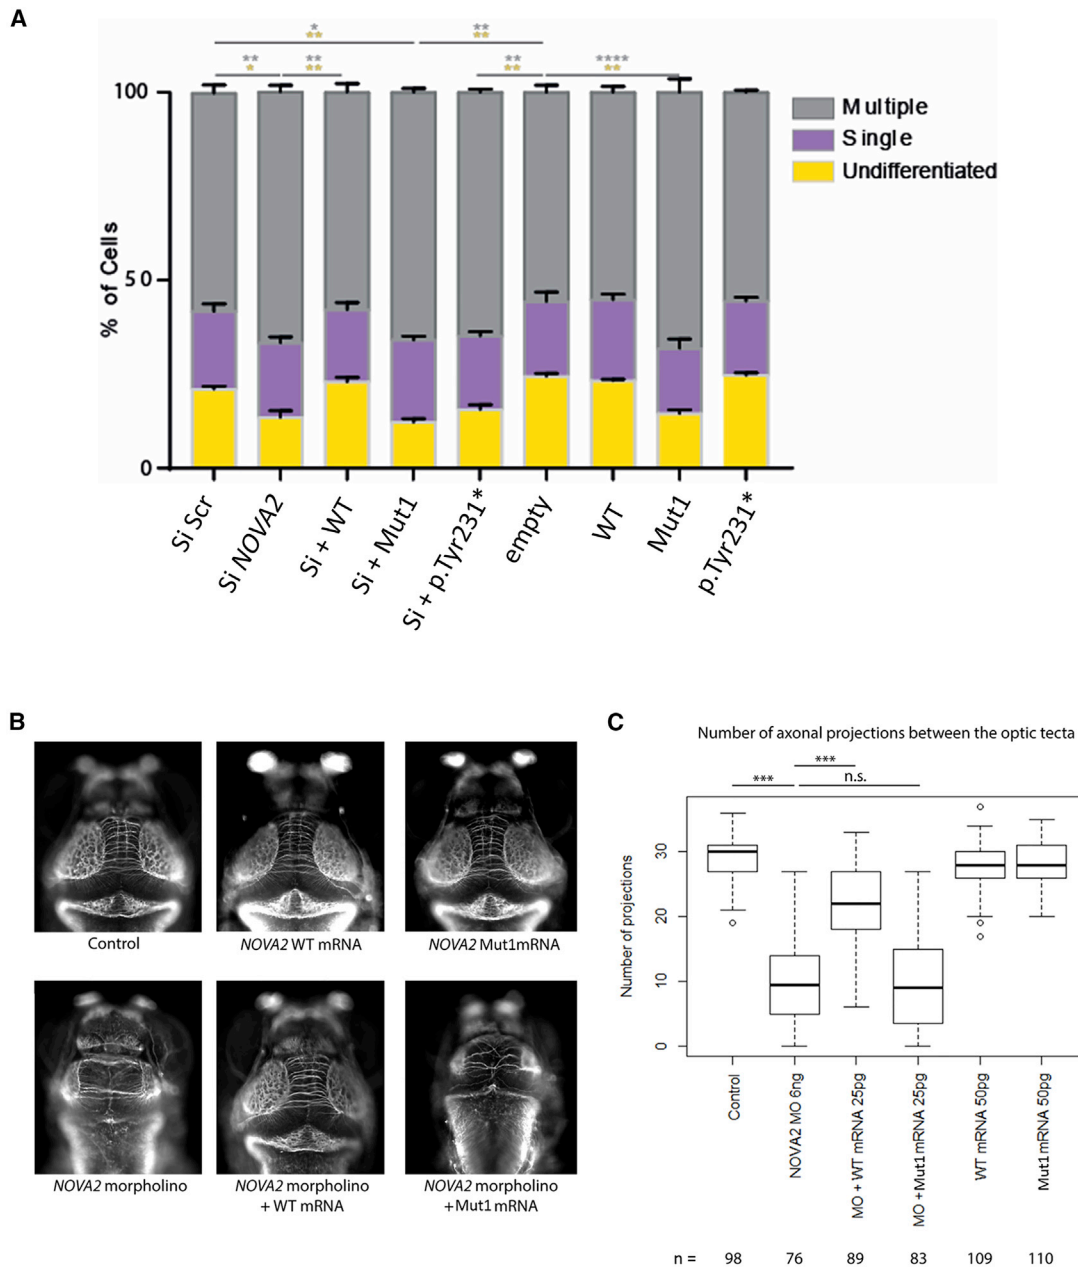 A
*
**
**
**
**
*
**
**
**
**
****
**
100
50
0
% of Cells
Multiple
Single
Undifferentiated
Si Scr
Si NOVA2
Si + WT
Si + Mut1
Si + p.Tyr231*
empty
WT
Mut1
p.Tyr231*
B
Control
NOVA2 WT mRNA
NOVA2 Mut1mRNA
NOVA2 morpholino
NOVA2 morpholino
+ WT mRNA
NOVA2 morpholino
+Mut1 mRNA
C
Number of axonal projections between the optic tecta
***
***
n.s.
Number of projections
30
20
10
0
Control
NOVA2 MO 6ng
MO + WT mRNA 25pg
MO +Mut1 mRNA 25pg
WT mRNA 50pg
Mut1 mRNA 50pg
n = 98 76 89 83 109 110